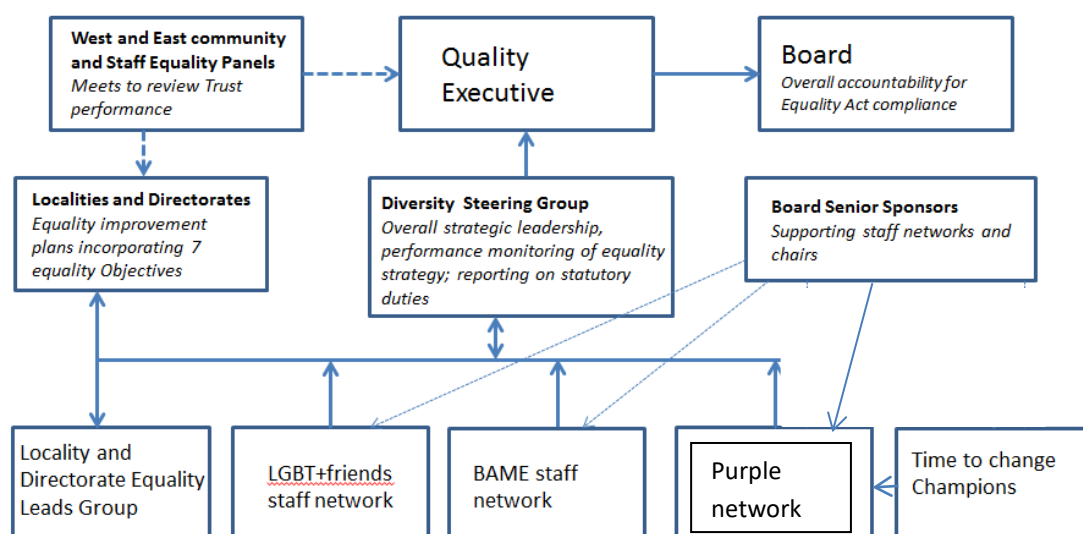 West and East community
and Staff Equality Panels
Meets to review Trust
performance
Quality
Executive
Board
Overall accountability for
Equality Act compliance
Localities and Directorates
Equality improvement
plans incorporating 7
equality Objectives
Diversity Steering Group
Overall strategic leadership,
performance monitoring of equality
strategy; reporting on statutory
duties
Board Senior Sponsors
Supporting staff networks and
chairs
Locality and
Directorate Equality
Leads Group
LGBT+friends
staff network
BAME staff
network
Purple
network
Time to change
Champions